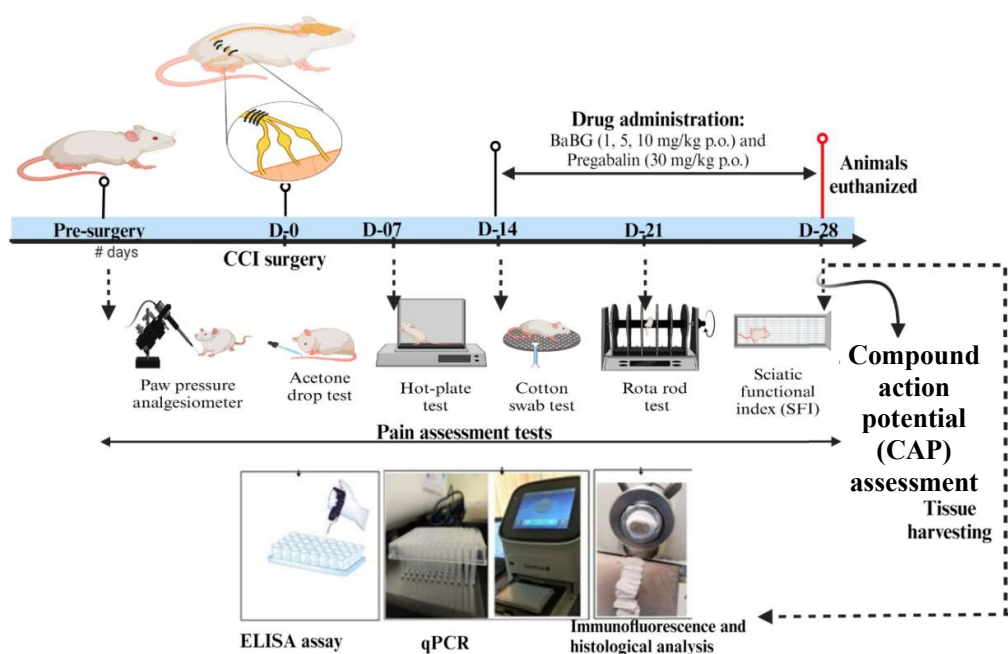 Drug administration:
BaBG (1, 5, 10 mg/kg p.o.) and
Pregabalin (30 mg/kg p.o.)
Animals
euthanized
Pre-surgery
D-0
D-07
D-14
D-21
D-28
# days
CCI surgery
Paw pressure
analgesiometer
Acetone
drop test
Hot-plate
test
Cotton
swab test
Rota rod
test
Sciatic
functional
index (SFI)
Compound
action
potential
(CAP)
assessment
Pain assessment tests
Tissue
harvesting
ELISA assay
qPCR
Immunofluorescence and
histological analysis